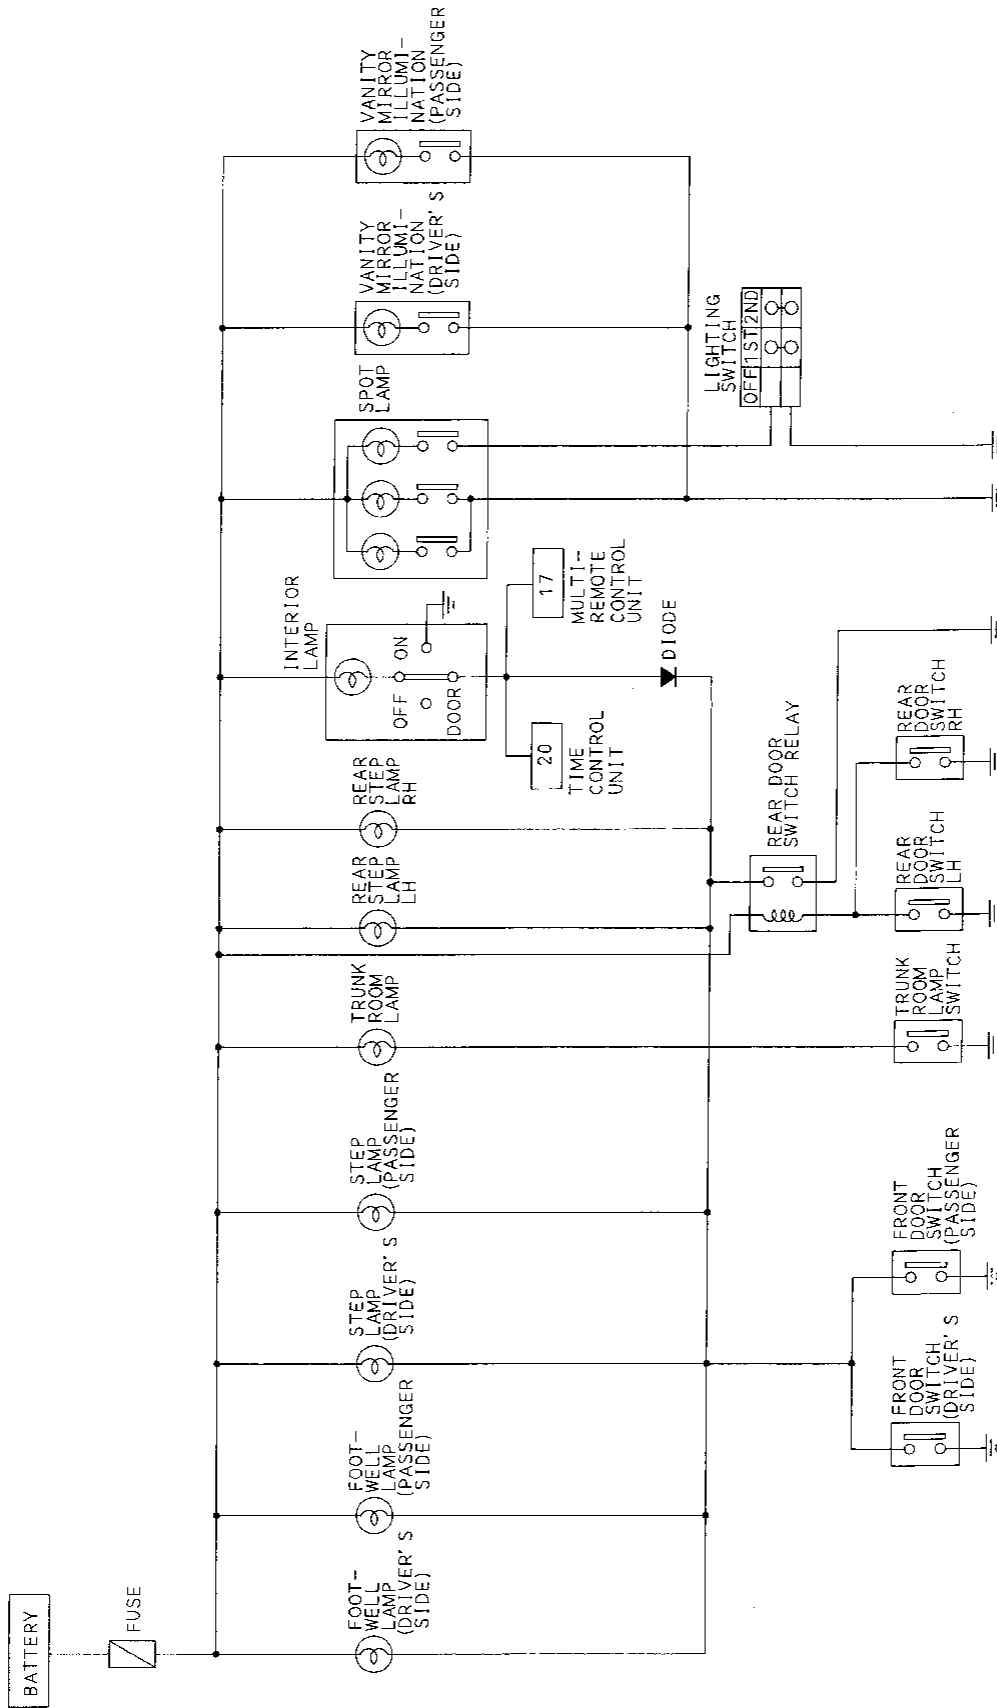 BATTERY
FUSE
FOOT-
WELL
LAMP
(DRIVER'S
SIDE)
FOOT-
WELL
LAMP
(PASSENGER
SIDE)
STEP
LAMP
(DRIVER'S
SIDE)
STEP
LAMP
(PASSENGER
SIDE)
TRUNK
ROOM
LAMP
REAR
STEP
LAMP
LH
REAR
STEP
LAMP
RH
INTERIOR
LAMP
OFF
ON
DOOR
SPOT
LAMP
VANITY
MIRROR
ILLUMI-
NATION
(DRIVER'S
SIDE)
VANITY
MIRROR
ILLUMI-
NATION
(PASSENGER
SIDE)
20
TIME
CONTROL
UNIT
17
MULTI-
REMOTE
CONTROL
UNIT
DIODE
LIGHTING
SWITCH
OFF 1ST 2ND
REAR DOOR
SWITCH RELAY
FRONT
DOOR
SWITCH
(DRIVER'S
SIDE)
FRONT
DOOR
SWITCH
(PASSENGER
SIDE)
TRUNK
ROOM
LAMP
SWITCH
REAR
DOOR
SWITCH
LH
REAR
DOOR
SWITCH
RH